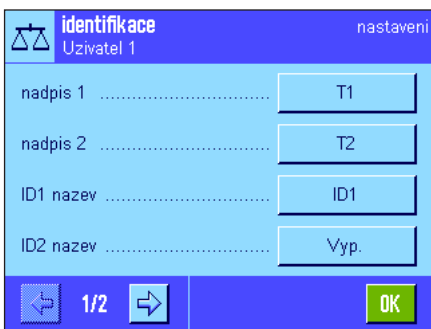 identifikace nastaveni
Uzivatel 1
nadpis 1 .................................. T1
nadpis 2 .................................. T2
ID1 nazev ................................. ID1
ID2 nazev ................................. Vyp.
1/2 OK